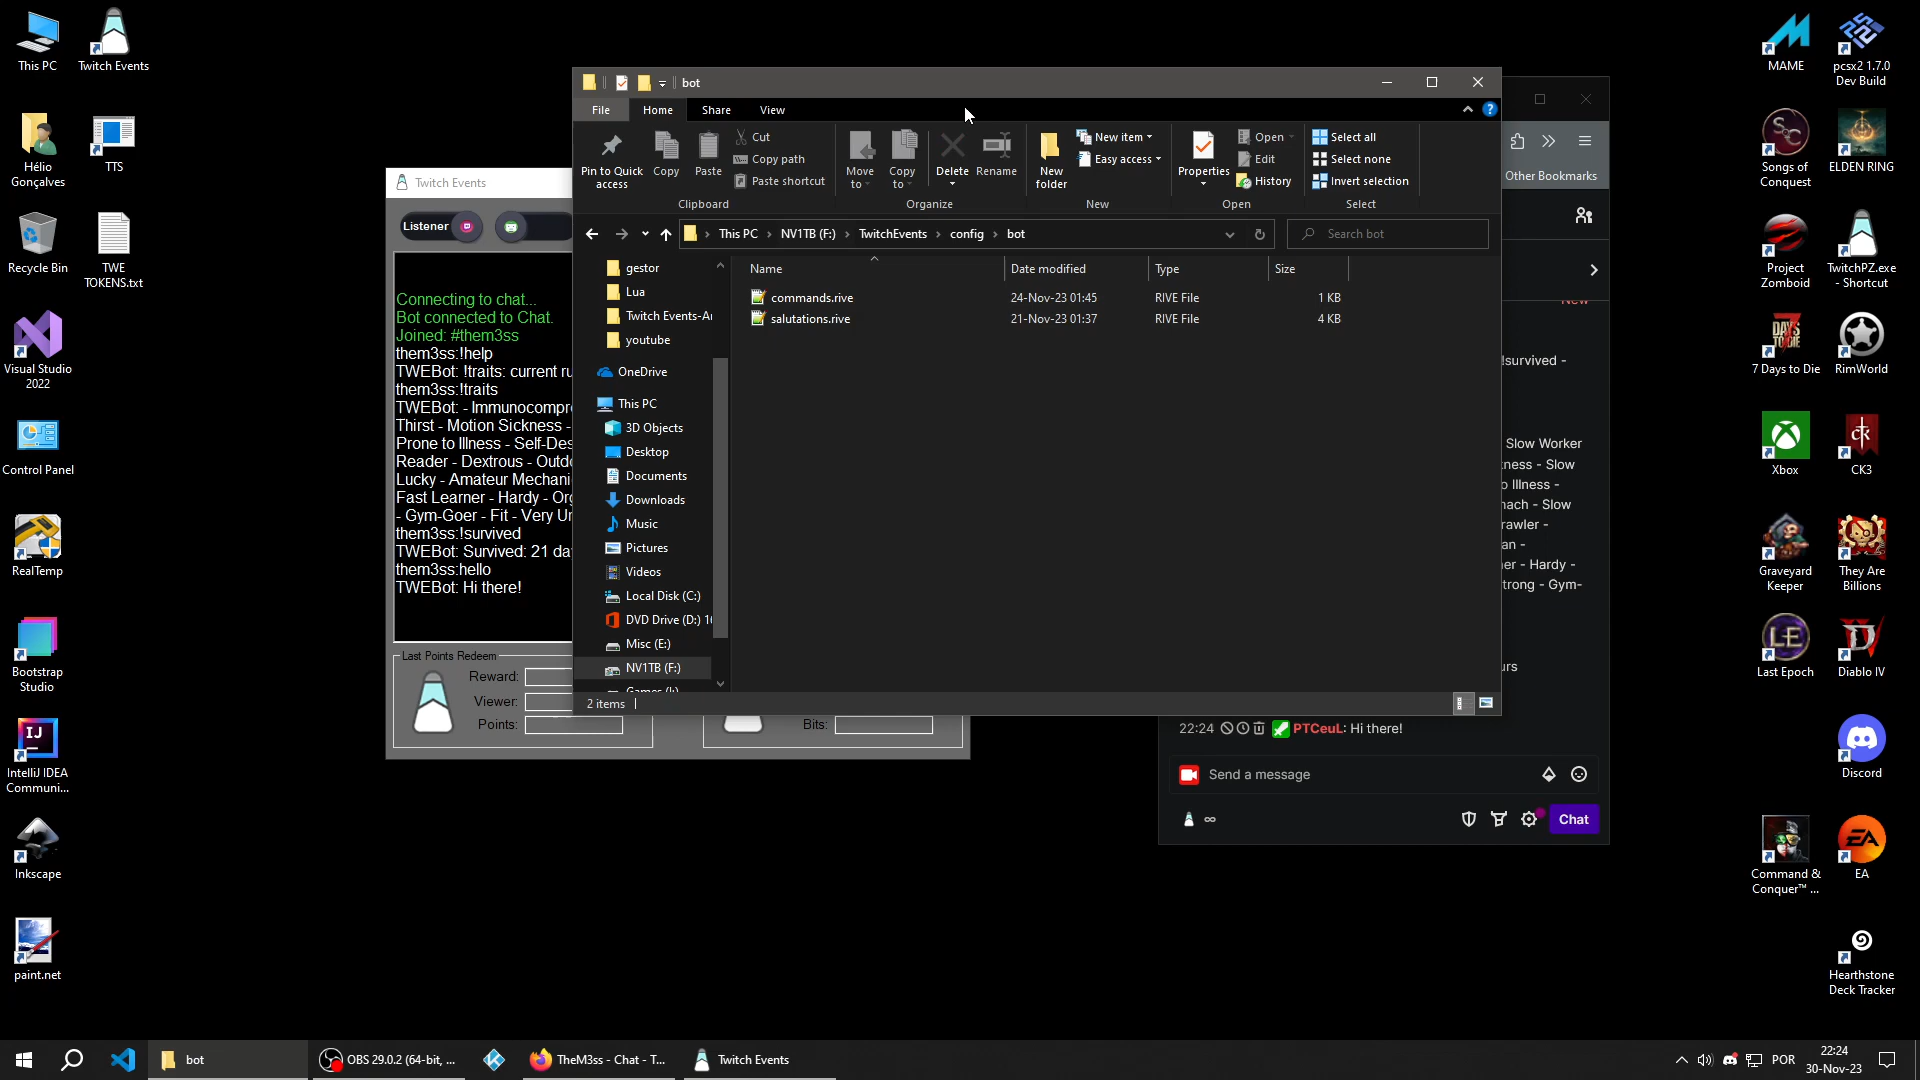 This PC
Twitch Events
Hélio Gonçalves
TTS
Recycle Bin
TWE TOKENS.txt
Visual Studio 2022
Control Panel
RealTemp
Bootstrap Studio
IntelliJ IDEA Communi...
Inkscape
paint.net
Twitch Events
Listener
Connecting to chat...
Bot connected to Chat.
Joined: #them3ss
them3ss:!help
TWEBot: !traits: current ru
them3ss:!traits
TWEBot: - Immunocompr
Thirst - Motion Sickness -
Prone to Illness - Self-Des
Reader - Dextrous - Outd
Lucky - Amateur Mechani
Fast Learner - Hardy - Or
- Gym-Goer - Fit - Very Un
them3ss:!survived
TWEBot: Survived: 21 da
them3ss:hello
TWEBot: Hi there!
Last Points Redeem
Reward:
Viewer:
Points:
Bits:
bot
File Home Share View
Pin to Quick access
Copy
Paste
Cut
Copy path
Paste shortcut
Clipboard
Move to
Copy to
Delete
Rename
Organize
New folder
New item
Easy access
New
Properties
Open
Edit
History
Open
Select all
Select none
Invert selection
Select
This PC NV1TB (F:) TwitchEvents config bot
Search bot
gestor
Lua
Twitch Events-Ar
youtube
OneDrive
This PC
3D Objects
Desktop
Documents
Downloads
Music
Pictures
Videos
Local Disk (C:)
DVD Drive (D:) 16
Misc (E:)
NV1TB (F:)
Name Date modified Type Size
commands.rive 24-Nov-23 01:45 RIVE File 1 KB
salutations.rive 21-Nov-23 01:37 RIVE File 4 KB
2 items
Other Bookmarks
!survived -
Slow Worker
ness - Slow
o Illness -
nach - Slow
rawler -
an -
er - Hardy -
trong - Gym-
urs
22:24 PTCeuL: Hi there!
Send a message
∞
Chat
MAME
pcsx2 1.7.0 Dev Build
Songs of Conquest
ELDEN RING
Project Zomboid
TwitchPZ.exe - Shortcut
7 Days to Die
RimWorld
Xbox
CK3
Graveyard Keeper
They Are Billions
Last Epoch
Diablo IV
Discord
Command & Conquer™ ...
EA
Hearthstone Deck Tracker
bot
OBS 29.0.2 (64-bit, ...
TheM3ss - Chat - T...
Twitch Events
POR
22:24
30-Nov-23